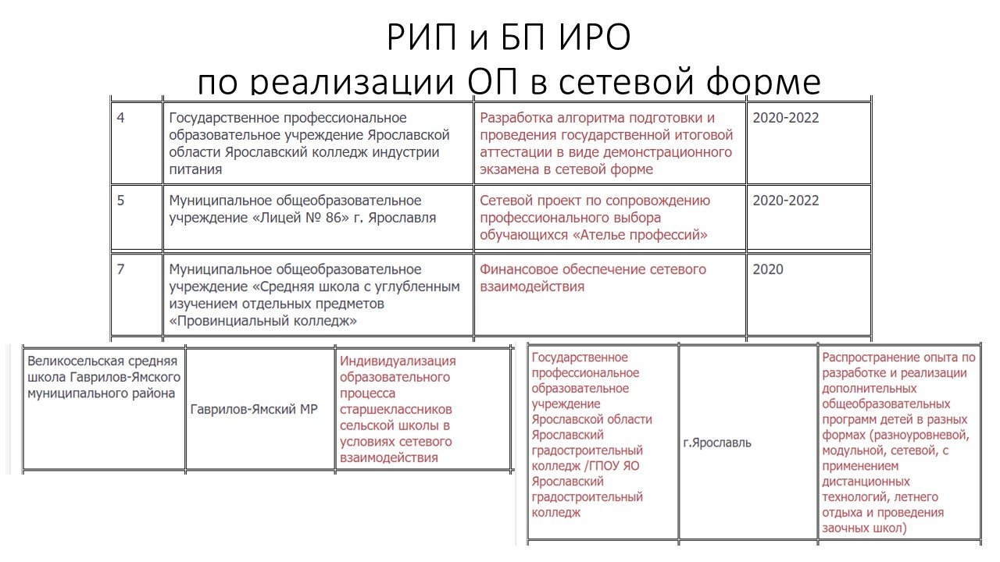 РИП и БП ИРО
по реализации ОП в сетевой форме
4
Государственное профессиональное
образовательное учреждение Ярославской
области Ярославский колледж индустрии
питания
Разработка алгоритма подготовки и
проведения государственной итоговой
аттестации в виде демонстрационного
экзамена в сетевой форме
2020-2022
5
Муниципальное общеобразовательное
учреждение «Лицей № 86» г. Ярославля
Сетевой проект по сопровождению
профессионального выбора
обучающихся «Ателье профессий»
2020-2022
7
Муниципальное общеобразовательное
учреждение «Средняя школа с углубленным
изучением отдельных предметов
«Провинциальный колледж»
Финансовое обеспечение сетевого
взаимодействия
2020
Великосельская средняя
школа Гаврилов-Ямского
муниципального района
Гаврилов-Ямский МР
Индивидуализация
образовательного
процесса
старшеклассников
сельской школы в
условиях сетевого
взаимодействия
Государственное
профессиональное
образовательное
учреждение
Ярославской области
Ярославский
градостроительный
колледж /ГПОУ ЯО
Ярославский
градостроительный
колледж
г.Ярославль
Распространение опыта по
разработке и реализации
дополнительных
общеобразовательных
программ детей в разных
формах (разноуровневой,
модульной, сетевой, с
применением
дистанционных
технологий, летнего
отдыха и проведения
заочных школ)